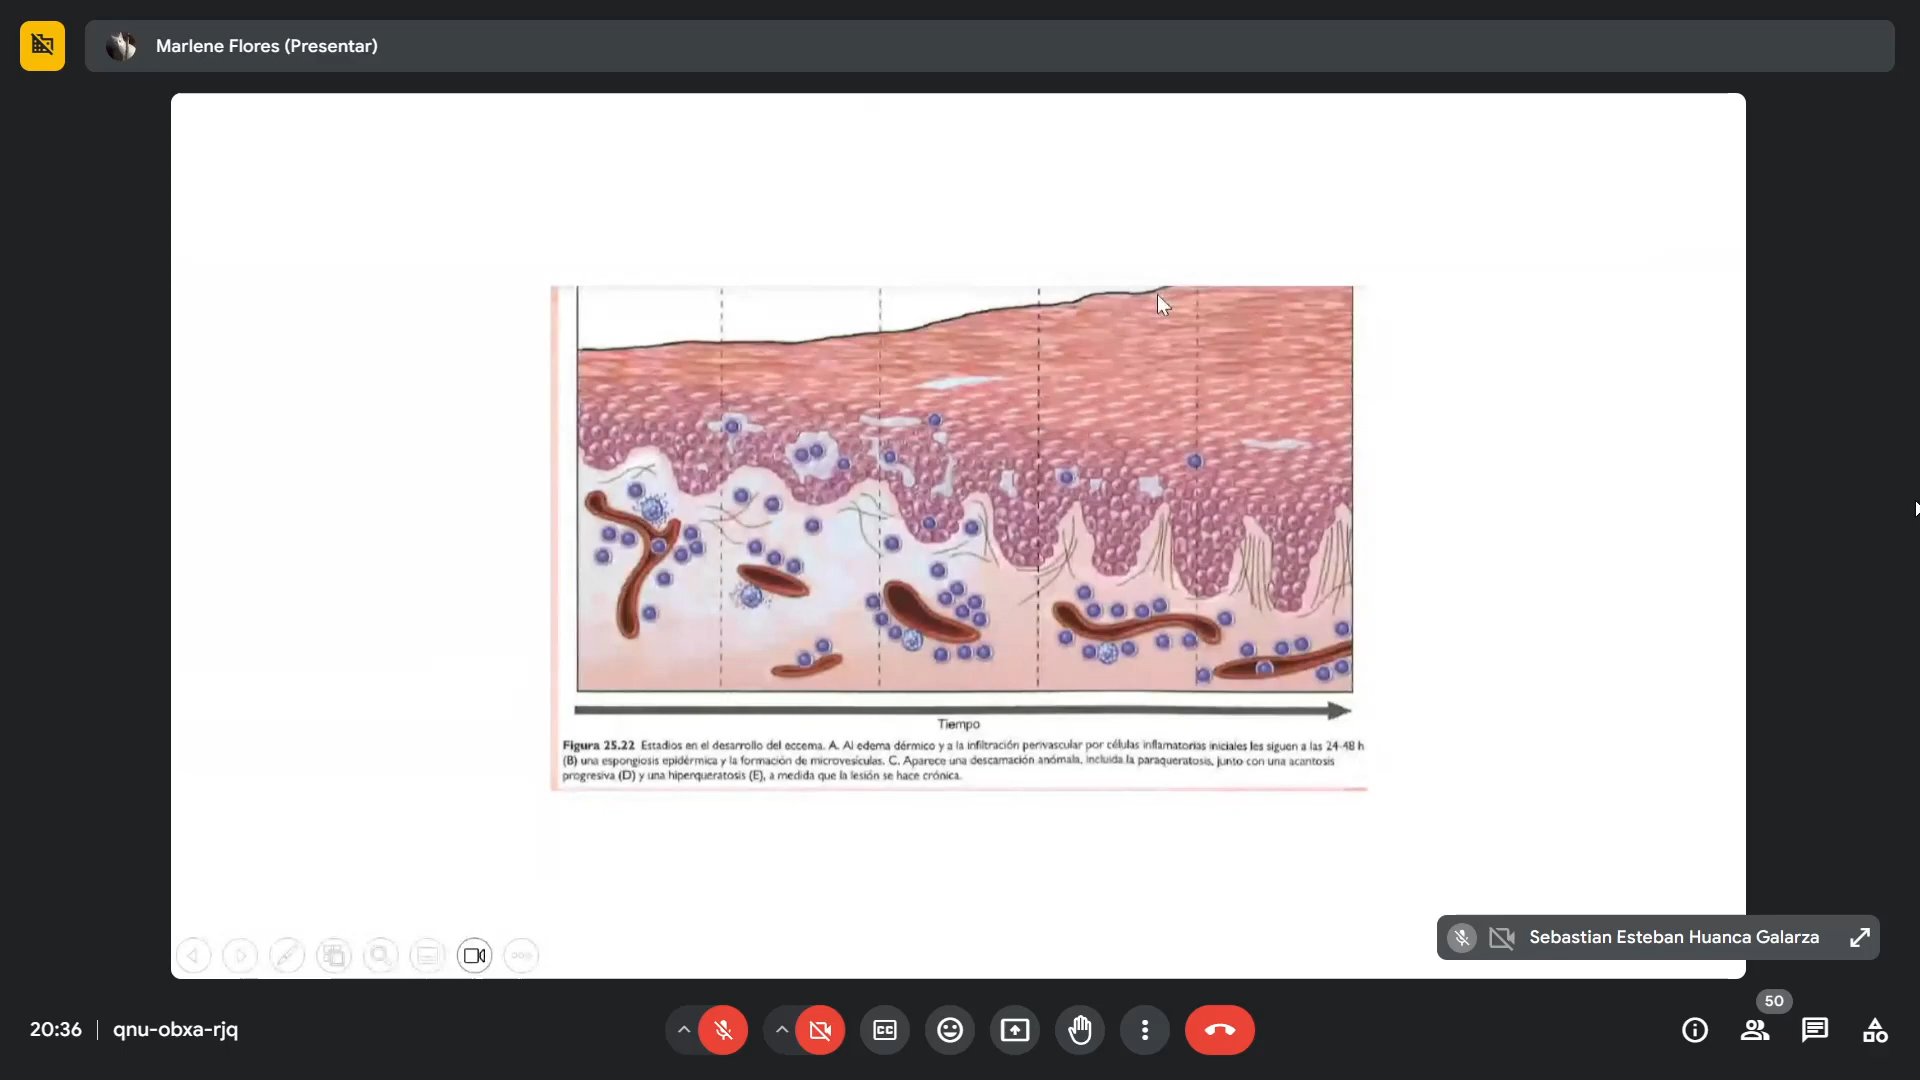 Marlene Flores (Presentar)
Tiempo
Figura 25.22 Estadios en el desarrollo del eccema. A. Al edema dérmico y a la infiltración perivascular por células inflamatorias iniciales les siguen a las 24-48 h
(B) una espongiosis epidérmica y la formación de microvesículas. C. Aparece una descamación anómala, incluida la paraqueratosis, junto con una acantosis
progresiva (D) y una hiperqueratosis (E), a medida que la lesión se hace crónica.
Sebastian Esteban Huanca Galarza
50
20:36 | qnu-obxa-rjq
CC